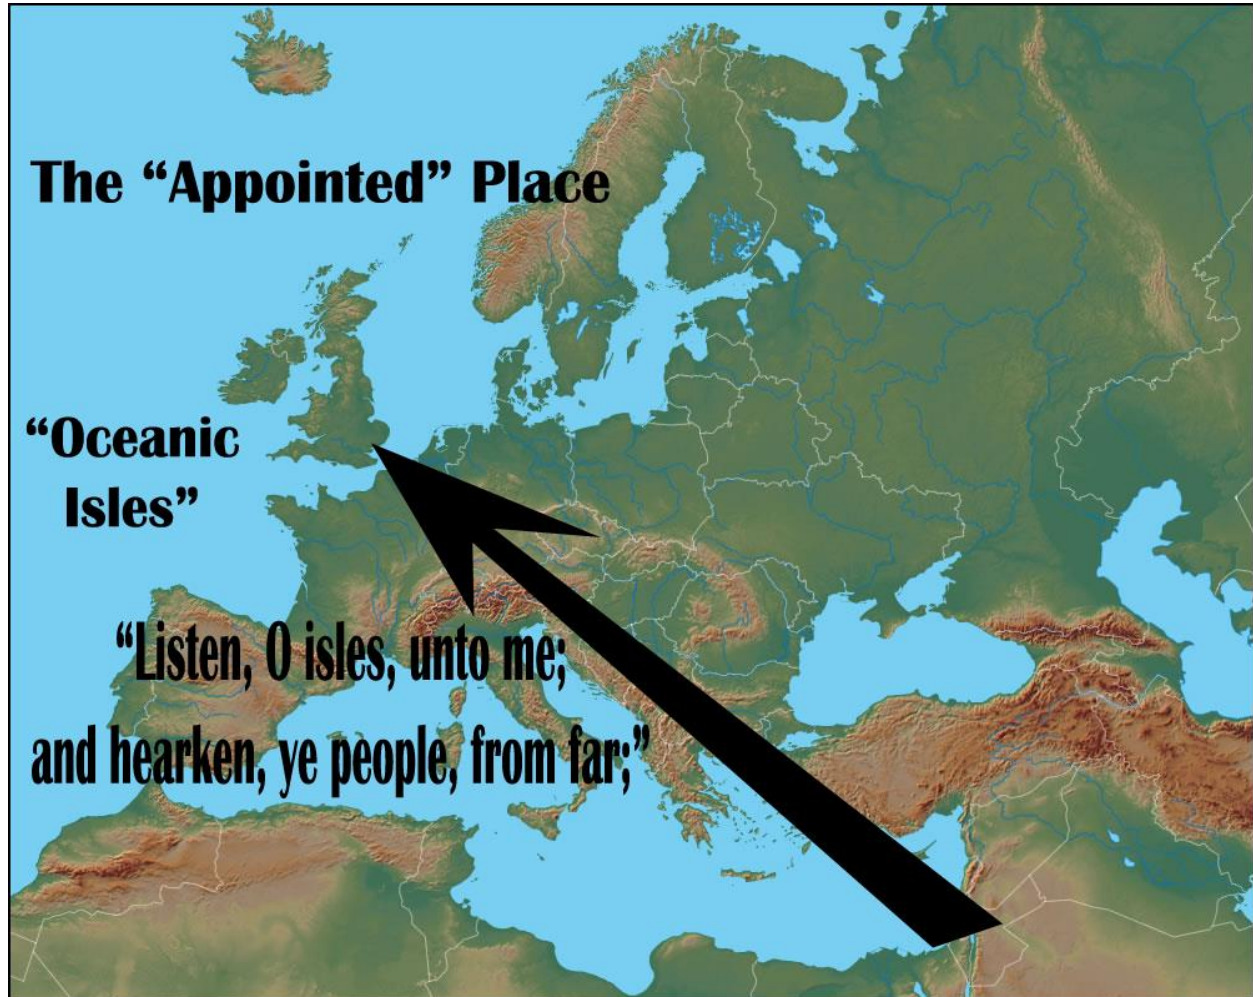 The “Appointed” Place
“Oceanic
Isles”
“Listen, O isles, unto me;
and hearken, ye people, from far;”